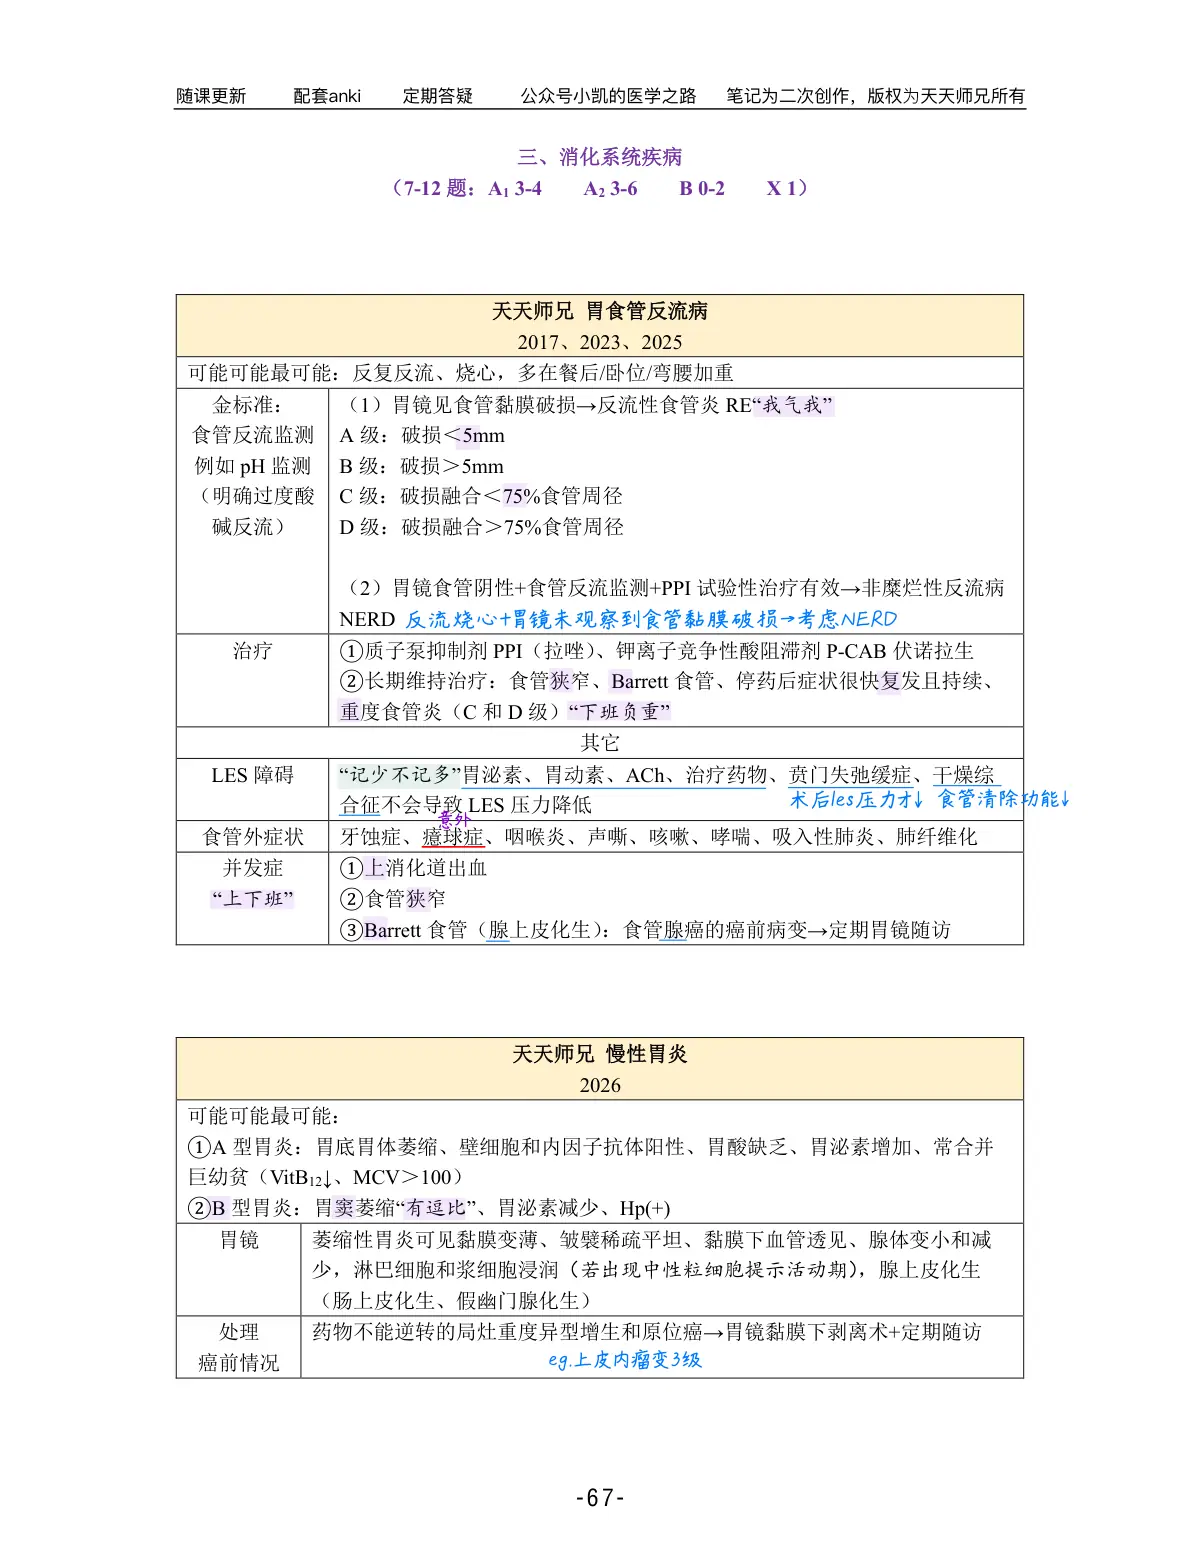 随课更新 配套anki 定期答疑 公众号小凯的医学之路 笔记为二次创作，版权为天天师兄所有
三、消化系统疾病
（7-12 题：A₁ 3-4 A₂ 3-6 B 0-2 X 1）
天天师兄 胃食管反流病
2017、2023、2025
可能可能最可能：反复反流、烧心，多在餐后/卧位/弯腰加重
金标准：
食管反流监测
例如 pH 监测
（明确过度酸
碱反流）
（1）胃镜见食管黏膜破损→反流性食管炎 RE“我气我”
A 级：破损＜5mm
B 级：破损＞5mm
C 级：破损融合＜75%食管周径
D 级：破损融合＞75%食管周径
（2）胃镜食管阴性+食管反流监测+PPI 试验性治疗有效→非糜烂性反流病
NERD 反流烧心+胃镜未观察到食管黏膜破损→考虑NERD
治疗
①质子泵抑制剂 PPI（拉唑）、钾离子竞争性酸阻滞剂 P-CAB 伏诺拉生
②长期维持治疗：食管狭窄、Barrett 食管、停药后症状很快复发且持续、
重度食管炎（C 和 D 级）“下班负重”
其它
LES 障碍
“记少不记多”胃泌素、胃动素、ACh、治疗药物、贲门失弛缓症、干燥综
术后les压力才↓ 食管清除功能↓
合征不会导致 LES 压力降低
意外
食管外症状
牙蚀症、癔球症、咽喉炎、声嘶、咳嗽、哮喘、吸入性肺炎、肺纤维化
并发症
“上下班”
①上消化道出血
②食管狭窄
③Barrett 食管（腺上皮化生）：食管腺癌的癌前病变→定期胃镜随访
天天师兄 慢性胃炎
2026
可能可能最可能：
①A 型胃炎：胃底胃体萎缩、壁细胞和内因子抗体阳性、胃酸缺乏、胃泌素增加、常合并
巨幼贫（VitB₁₂↓、MCV＞100）
②B 型胃炎：胃窦萎缩“有逗比”、胃泌素减少、Hp(+)
胃镜
萎缩性胃炎可见黏膜变薄、皱襞稀疏平坦、黏膜下血管透见、腺体变小和减
少，淋巴细胞和浆细胞浸润（若出现中性粒细胞提示活动期），腺上皮化生
（肠上皮化生、假幽门腺化生）
处理
癌前情况
药物不能逆转的局灶重度异型增生和原位癌→胃镜黏膜下剥离术+定期随访
eg.上皮内瘤变3级
-67-